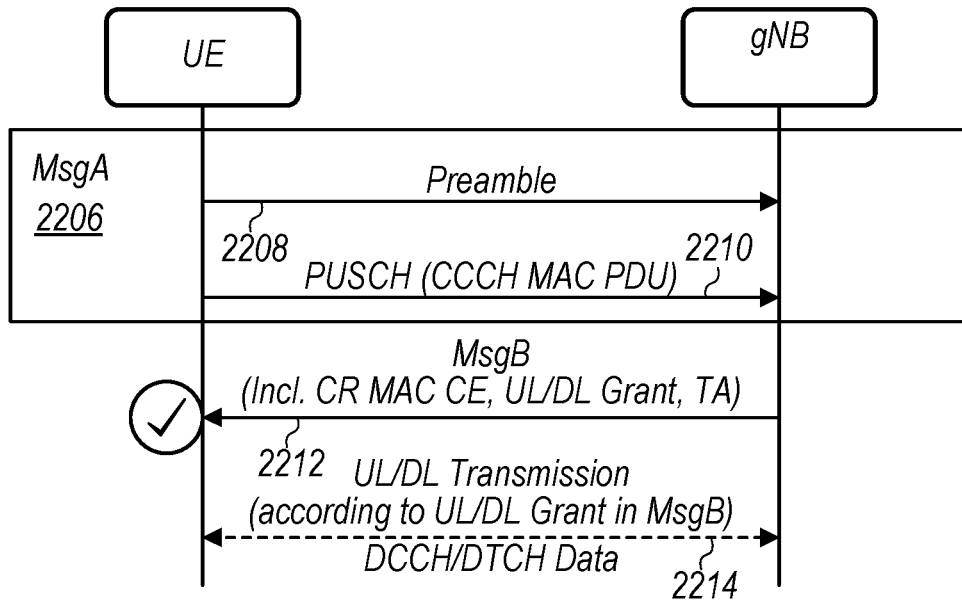 UE
gNB
MsgA
2206
Preamble
2208
2210
PUSCH (CCCH MAC PDU)
MsgB
(Incl. CR MAC CE, UL/DL Grant, TA)
2212
UL/DL Transmission
(according to UL/DL Grant in MsgB)
DCCH/DTCH Data
2214